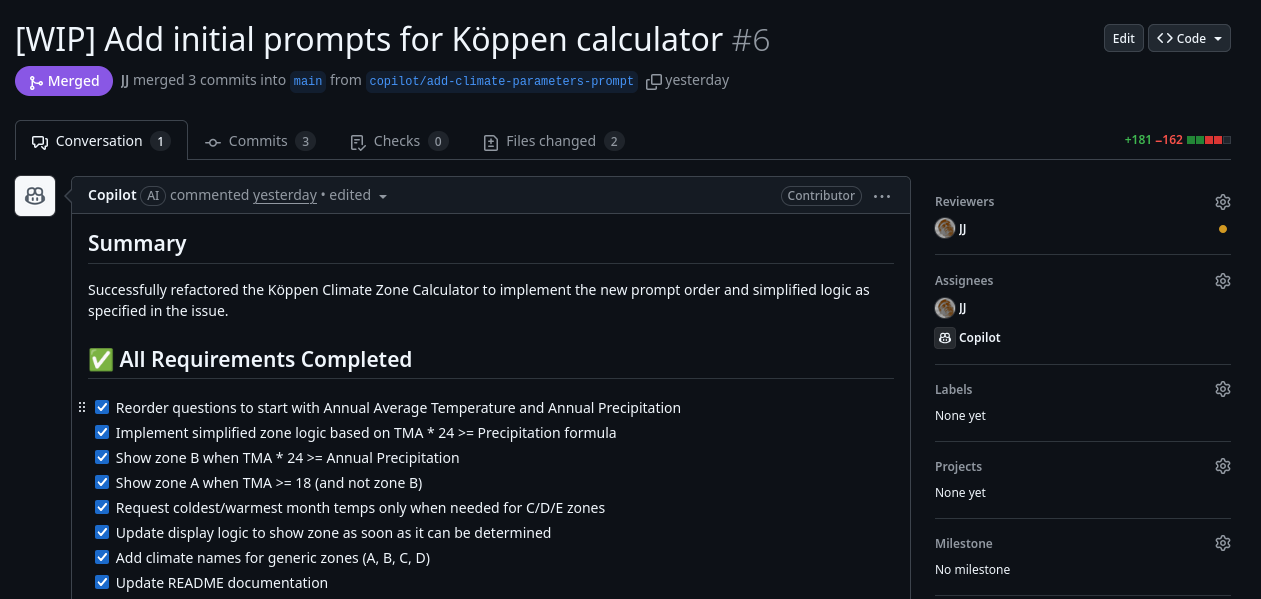 [WIP] Add initial prompts for Köppen calculator #6
Edit
Code
Merged
JJ merged 3 commits into main from copilot/add-climate-parameters-prompt yesterday
Conversation 1
Commits 3
Checks 0
Files changed 2
+181 −162
Copilot AI commented yesterday • edited
Contributor
Summary
Successfully refactored the Köppen Climate Zone Calculator to implement the new prompt order and simplified logic as
specified in the issue.
✅ All Requirements Completed
Reorder questions to start with Annual Average Temperature and Annual Precipitation
Implement simplified zone logic based on TMA * 24 >= Precipitation formula
Show zone B when TMA * 24 >= Annual Precipitation
Show zone A when TMA >= 18 (and not zone B)
Request coldest/warmest month temps only when needed for C/D/E zones
Update display logic to show zone as soon as it can be determined
Add climate names for generic zones (A, B, C, D)
Update README documentation
Reviewers
JJ
Assignees
JJ
Copilot
Labels
None yet
Projects
None yet
Milestone
No milestone